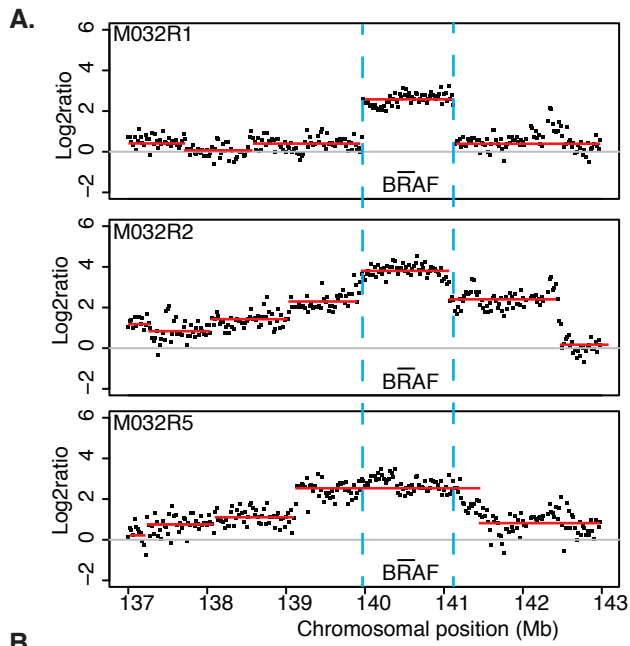 A.
M032R1
Log2ratio
6
4
2
0
−2
BRAF
M032R2
Log2ratio
6
4
2
0
−2
BRAF
M032R5
Log2ratio
6
4
2
0
−2
BRAF
137 138 139 140 141 142 143
Chromosomal position (Mb)
B